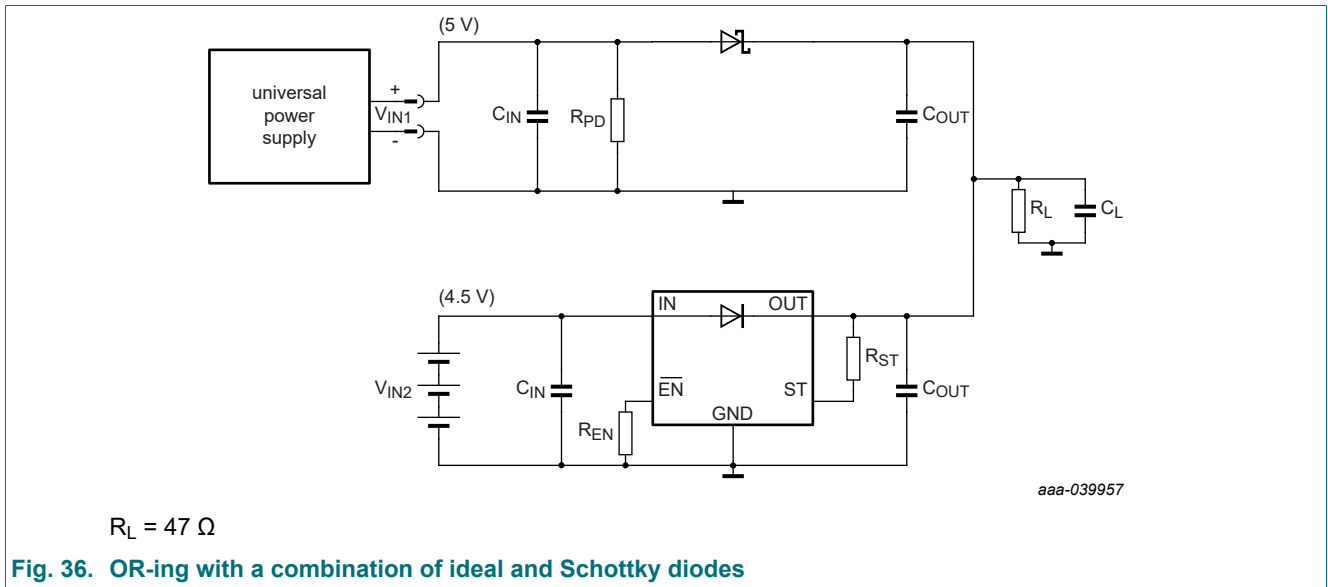 (5 V)
universal
power
supply
+
VIN1
-
CIN
RPD
COUT
RL
CL
(4.5 V)
IN
OUT
RST
VIN2
CIN
EN
ST
COUT
GND
REN
aaa-039957
RL = 47 Ω
Fig. 36. OR-ing with a combination of ideal and Schottky diodes